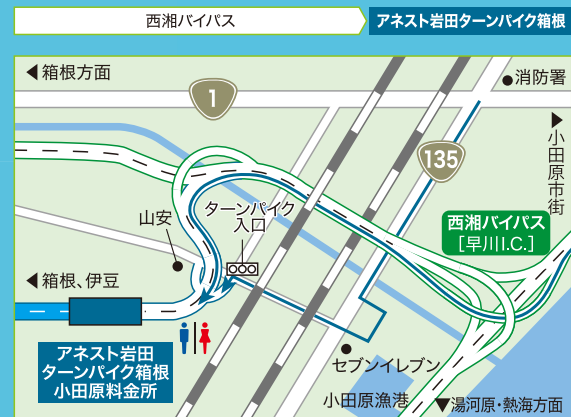 西湘バイパス
アネスト岩田ターンパイク箱根
箱根方面
1
消防署
135
小田原市街
山安
ターンパイク
入口
西湘バイパス
[早川I.C.]
箱根、伊豆
アネスト岩田
ターンパイク箱根
小田原料金所
セブンイレブン
小田原漁港
湯河原・熱海方面